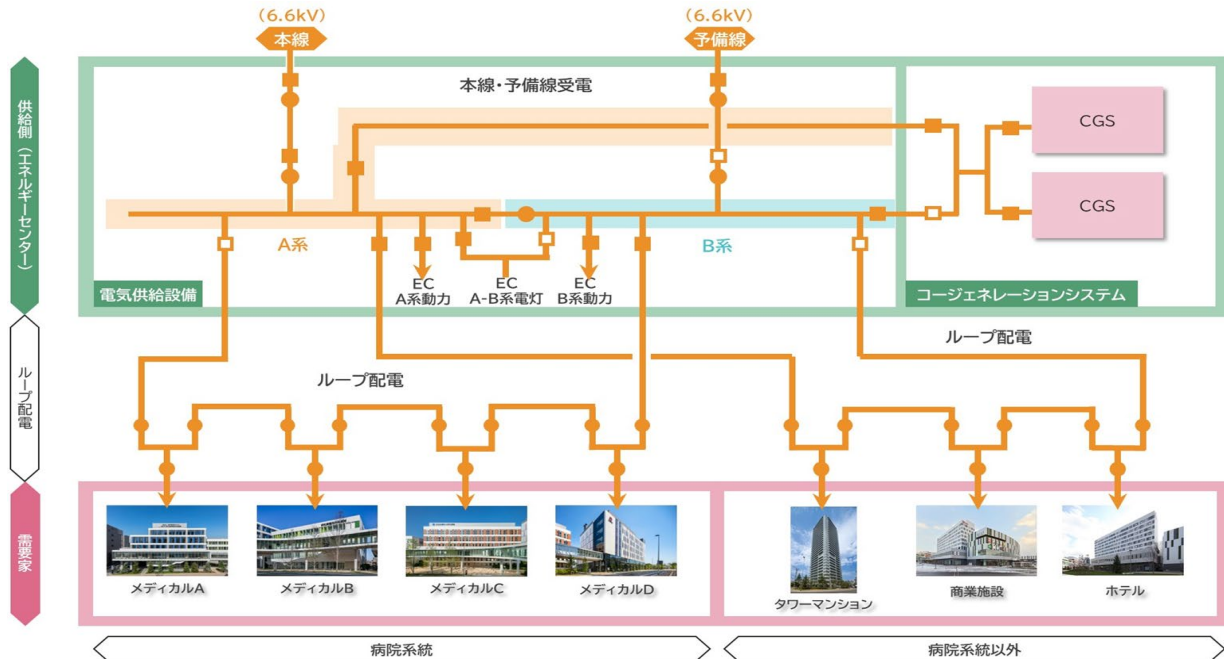 (6.6kV)
本線
(6.6kV)
予備線
本線・予備線受電
CGS
CGS
A系
B系
EC
A系動力
EC
A-B系電灯
EC
B系動力
電気供給設備
コージェネレーションシステム
供給側（エネルギーセンター）
ループ配電
ループ配電
ループ配電
需要家
メディカルA
メディカルB
メディカルC
メディカルD
タワーマンション
商業施設
ホテル
病院系統
病院系統以外